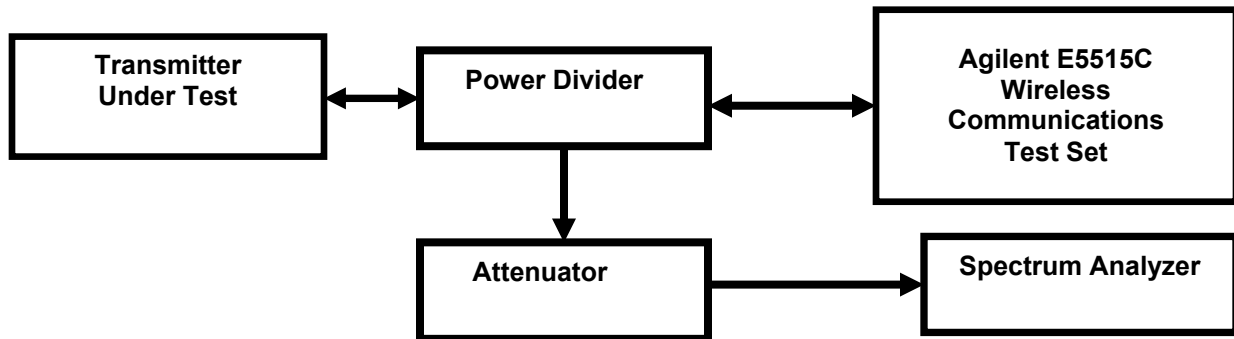 Transmitter
Under Test
Power Divider
Agilent E5515C
Wireless
Communications
Test Set
Attenuator
Spectrum Analyzer